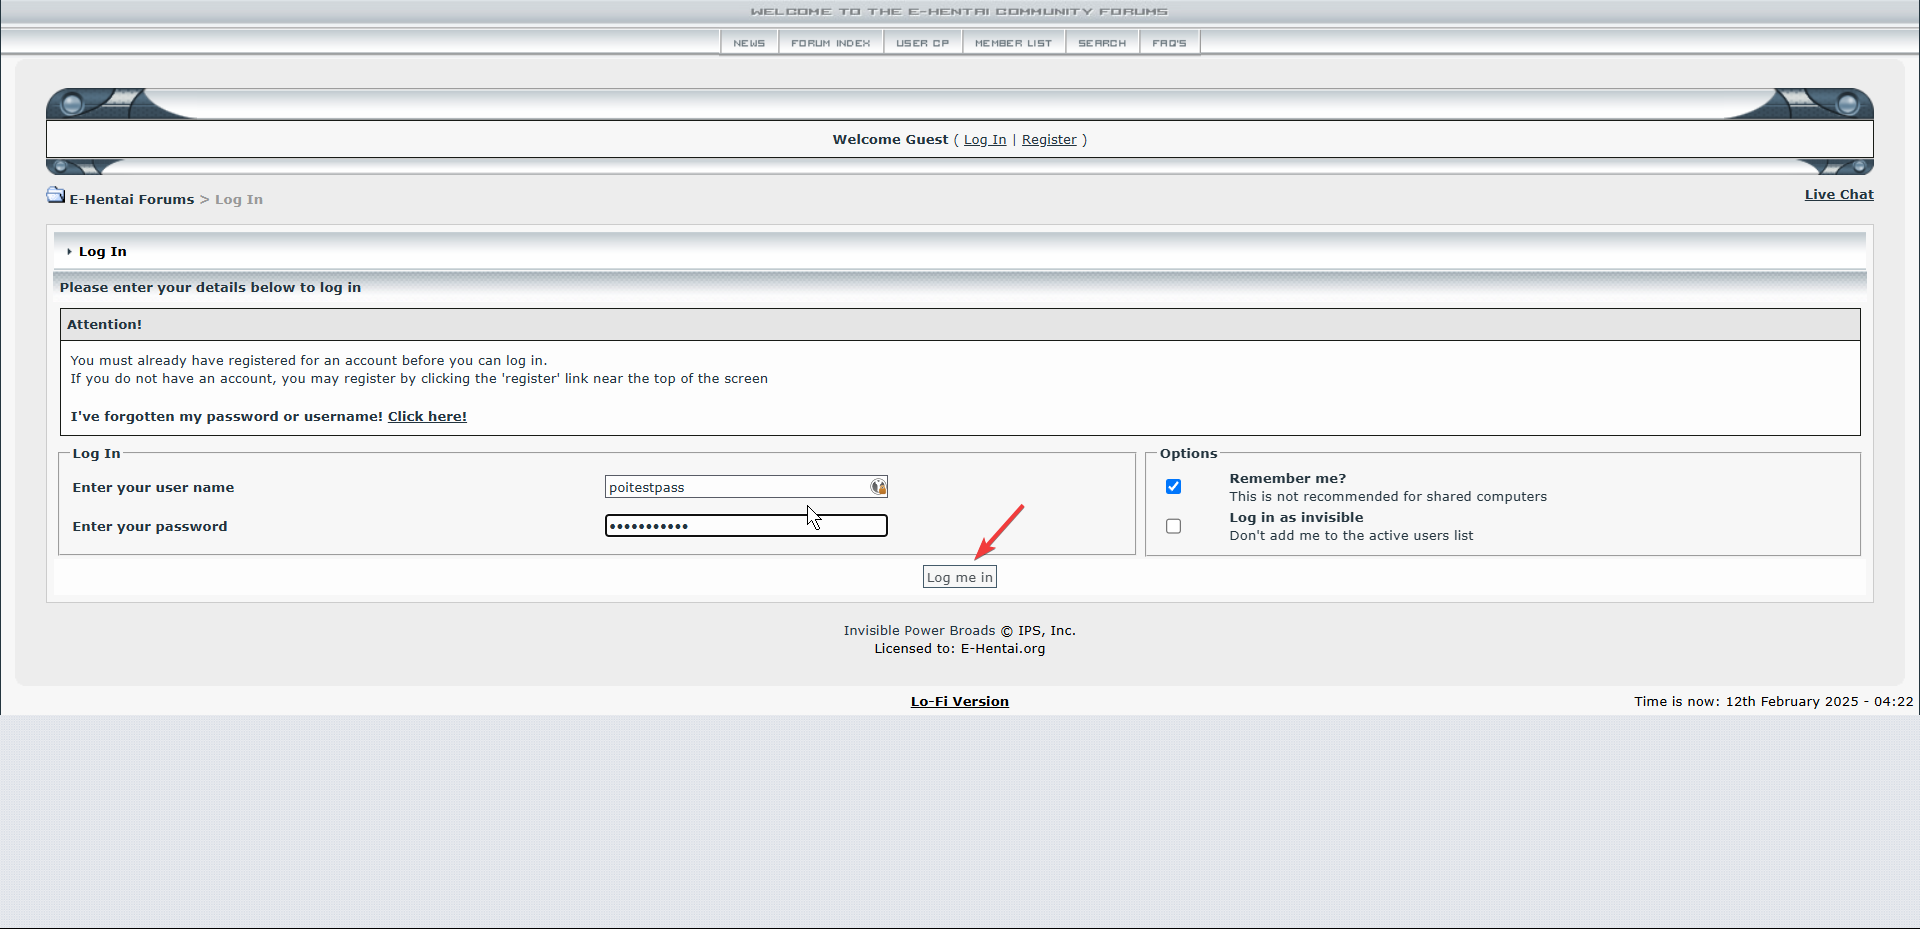 WELCOME TO THE E-HENTAI COMMUNITY FORUMS
NEWS FORUM INDEX USER CP MEMBER LIST SEARCH FAQ'S
Welcome Guest ( Log In | Register )
E-Hentai Forums > Log In
Live Chat
Log In
Please enter your details below to log in
Attention!
You must already have registered for an account before you can log in.
If you do not have an account, you may register by clicking the 'register' link near the top of the screen
I've forgotten my password or username! Click here!
Log In
Enter your user name poitestpass
Enter your password •••••••••••
Options
Remember me?
This is not recommended for shared computers
Log in as invisible
Don't add me to the active users list
Log me in
Invisible Power Broads © IPS, Inc.
Licensed to: E-Hentai.org
Lo-Fi Version
Time is now: 12th February 2025 - 04:22